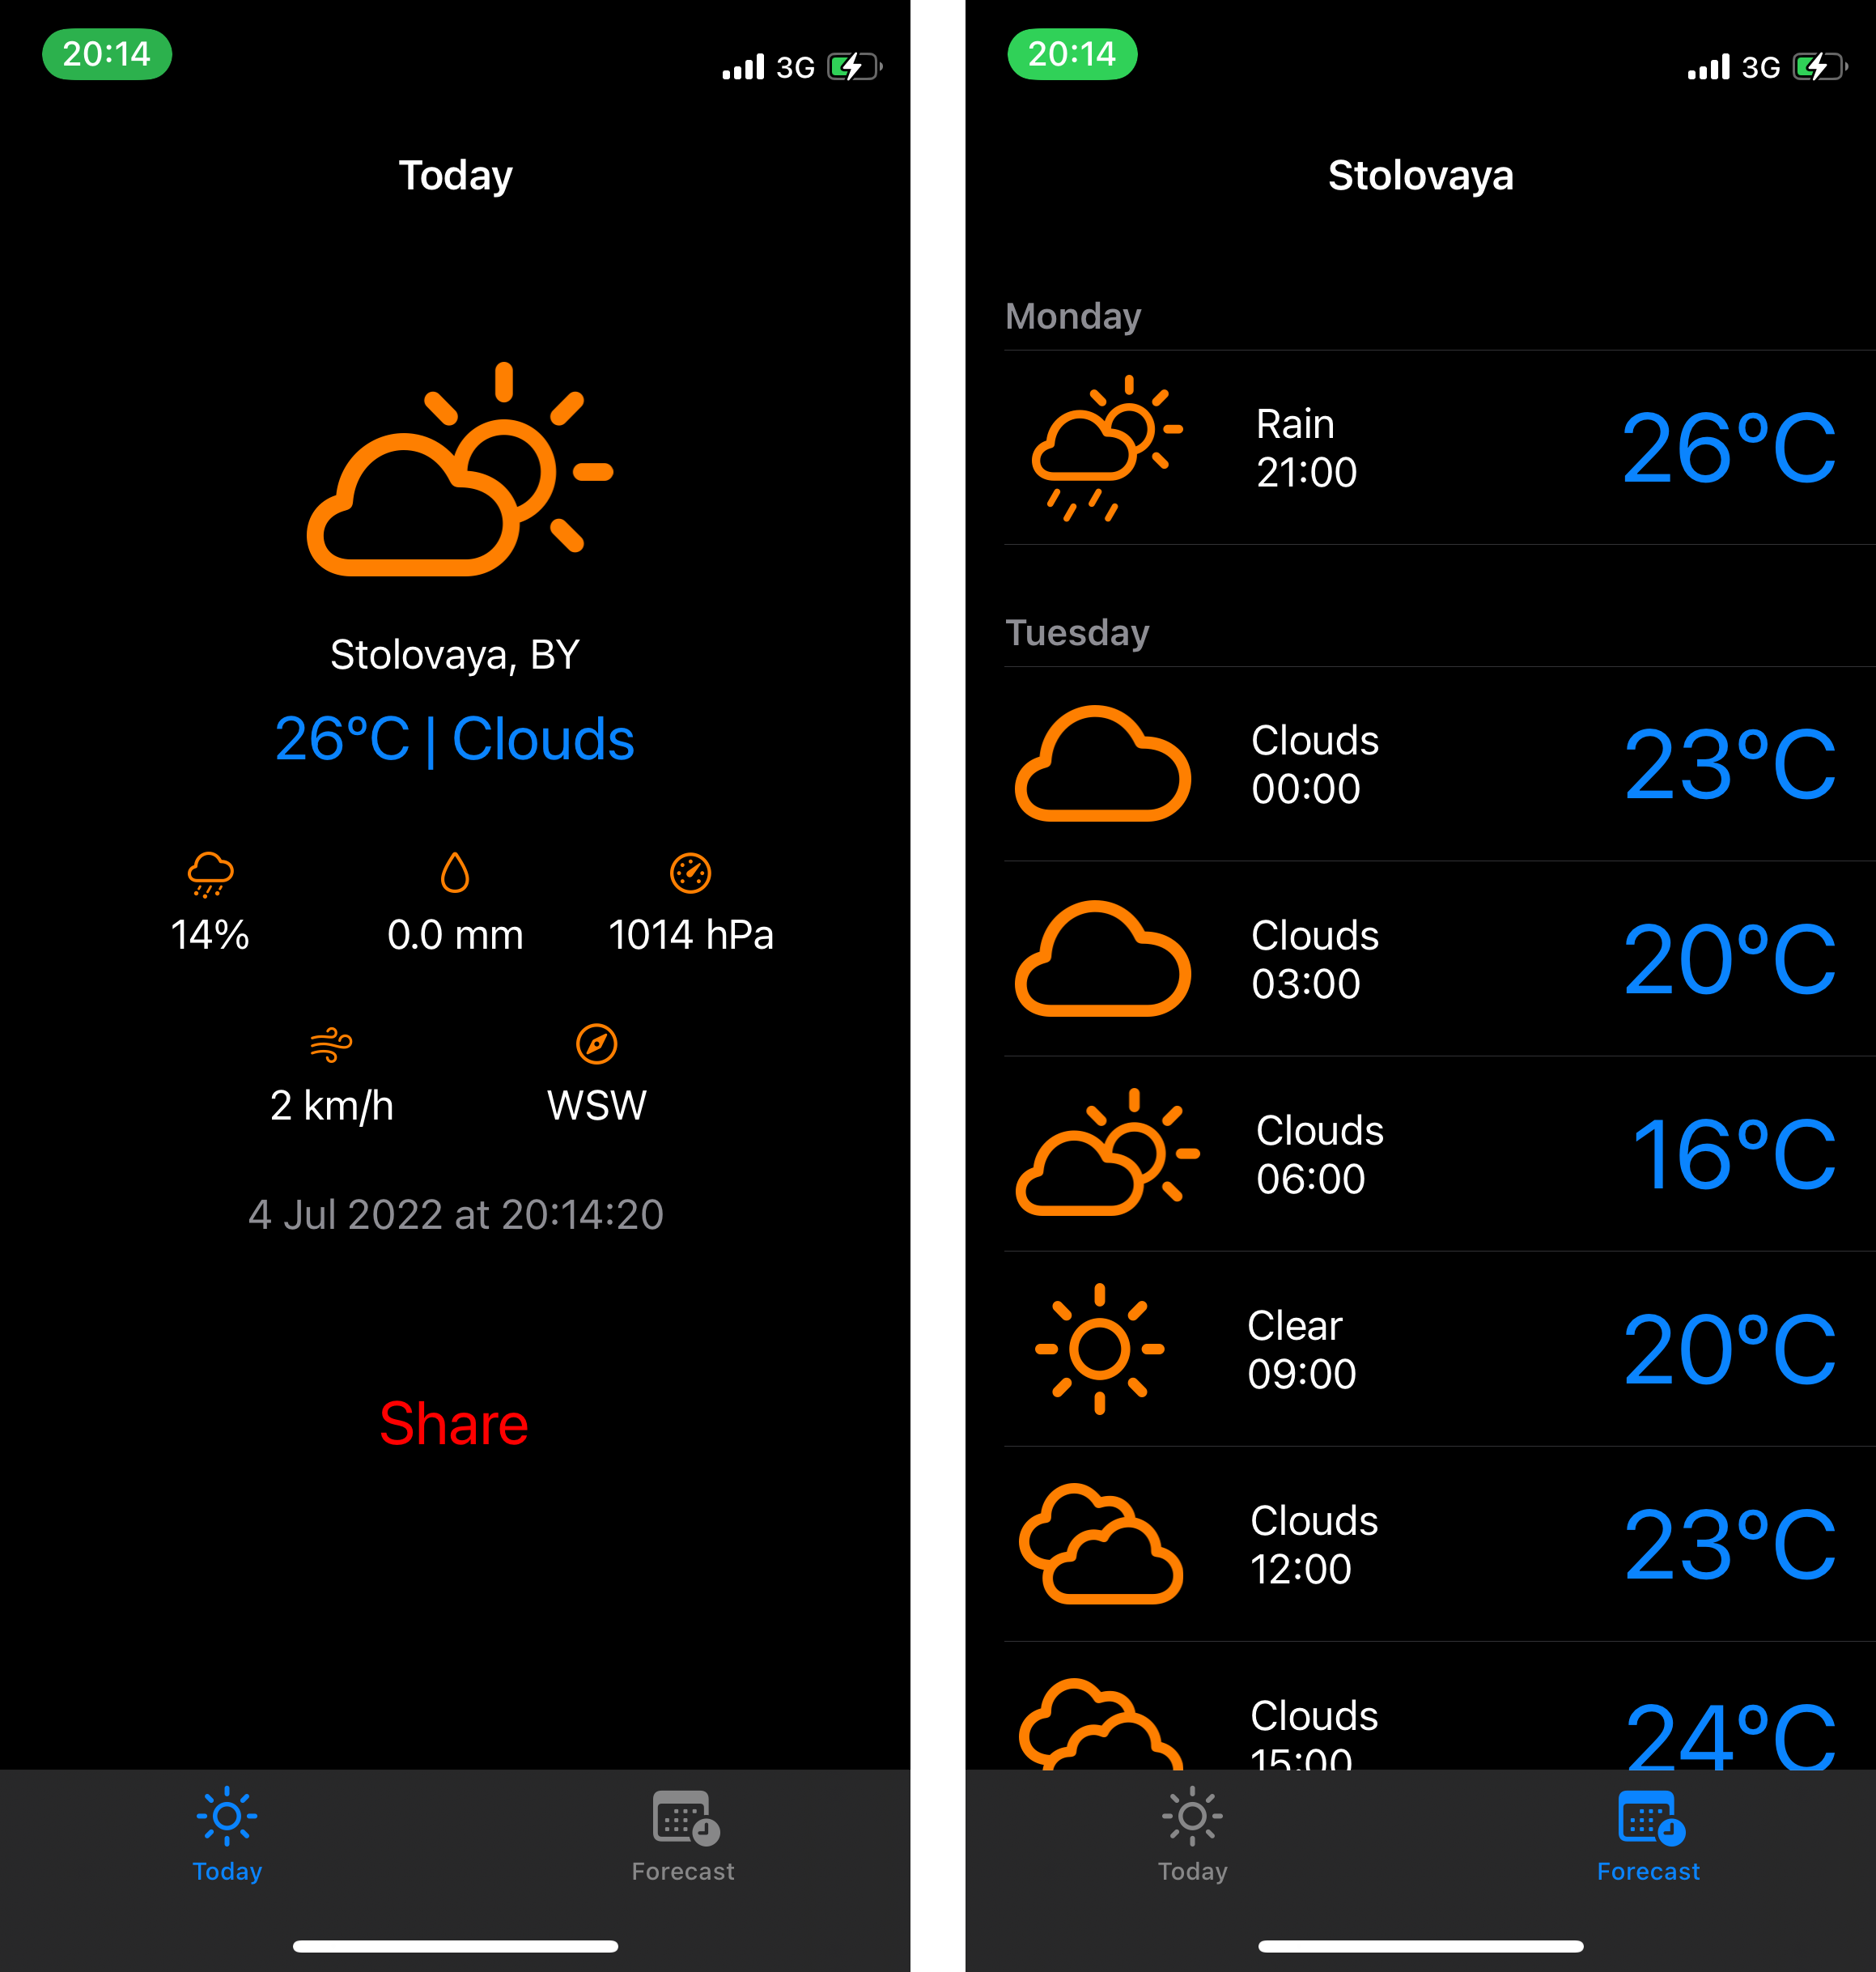 20:14
3G
Today
Stolovaya, BY
26°C | Clouds
14%
0.0 mm
1014 hPa
2 km/h
WSW
4 Jul 2022 at 20:14:20
Share
Today
Forecast
20:14
3G
Stolovaya
Monday
Rain
21:00
26°C
Tuesday
Clouds
00:00
23°C
Clouds
03:00
20°C
Clouds
06:00
16°C
Clear
09:00
20°C
Clouds
12:00
23°C
Clouds
15:00
24°C
Today
Forecast